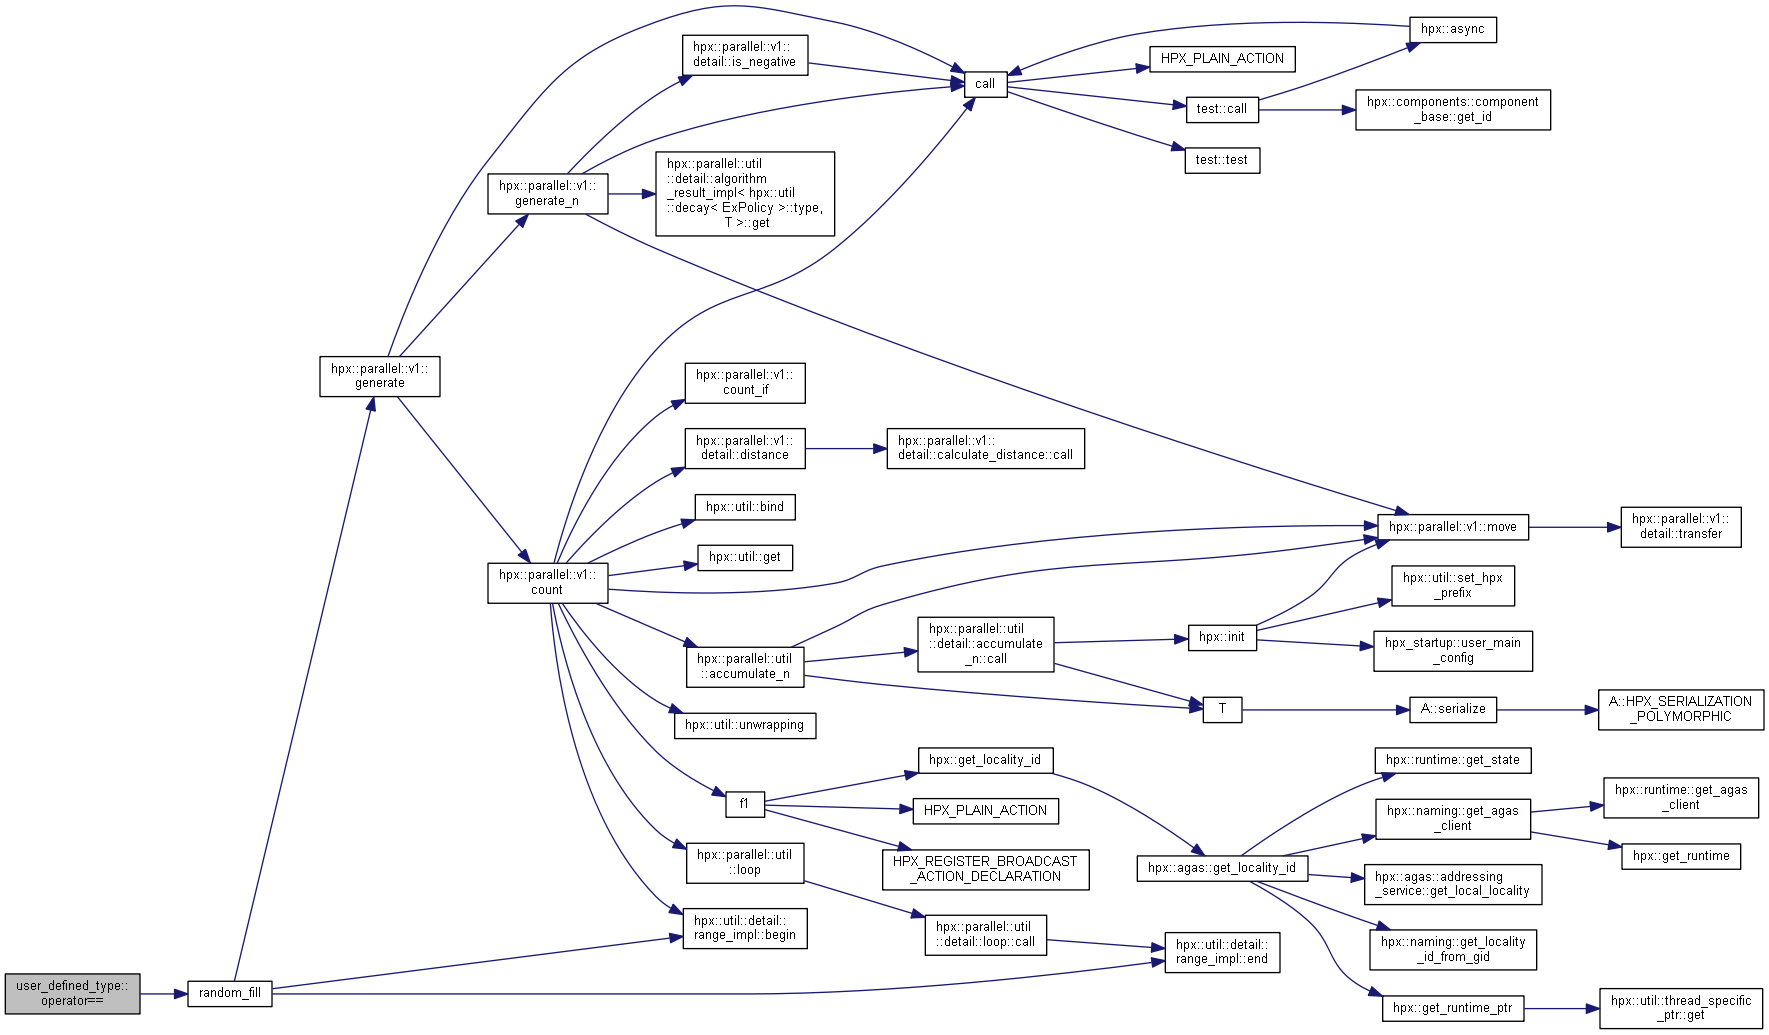 user_defined_type::
operator==
random_fill
hpx::parallel::v1::
generate
hpx::parallel::v1::
generate_n
hpx::parallel::v1::
count
hpx::parallel::v1::
detail::is_negative
hpx::parallel::util
::detail::algorithm
_result_impl< hpx::util
::decay< ExPolicy >::type,
T >::get
hpx::parallel::v1::
count_if
hpx::parallel::v1::
detail::distance
hpx::util::bind
hpx::util::get
hpx::parallel::util
::accumulate_n
hpx::util::unwrapping
f1
hpx::parallel::util
::loop
hpx::util::detail::
range_impl::begin
call
hpx::parallel::v1::
detail::calculate_distance::call
hpx::parallel::util
::detail::accumulate
_n::call
hpx::get_locality_id
HPX_PLAIN_ACTION
HPX_REGISTER_BROADCAST
_ACTION_DECLARATION
hpx::parallel::util
::detail::loop::call
HPX_PLAIN_ACTION
test::call
test::test
hpx::init
T
hpx::agas::get_locality_id
hpx::util::detail::
range_impl::end
hpx::async
hpx::components::component
_base::get_id
hpx::parallel::v1::move
hpx::util::set_hpx
_prefix
hpx_startup::user_main
_config
A::serialize
hpx::runtime::get_state
hpx::naming::get_agas
_client
hpx::agas::addressing
_service::get_local_locality
hpx::naming::get_locality
_id_from_gid
hpx::get_runtime_ptr
hpx::parallel::v1::
detail::transfer
A::HPX_SERIALIZATION
_POLYMORPHIC
hpx::runtime::get_agas
_client
hpx::get_runtime
hpx::util::thread_specific
_ptr::get